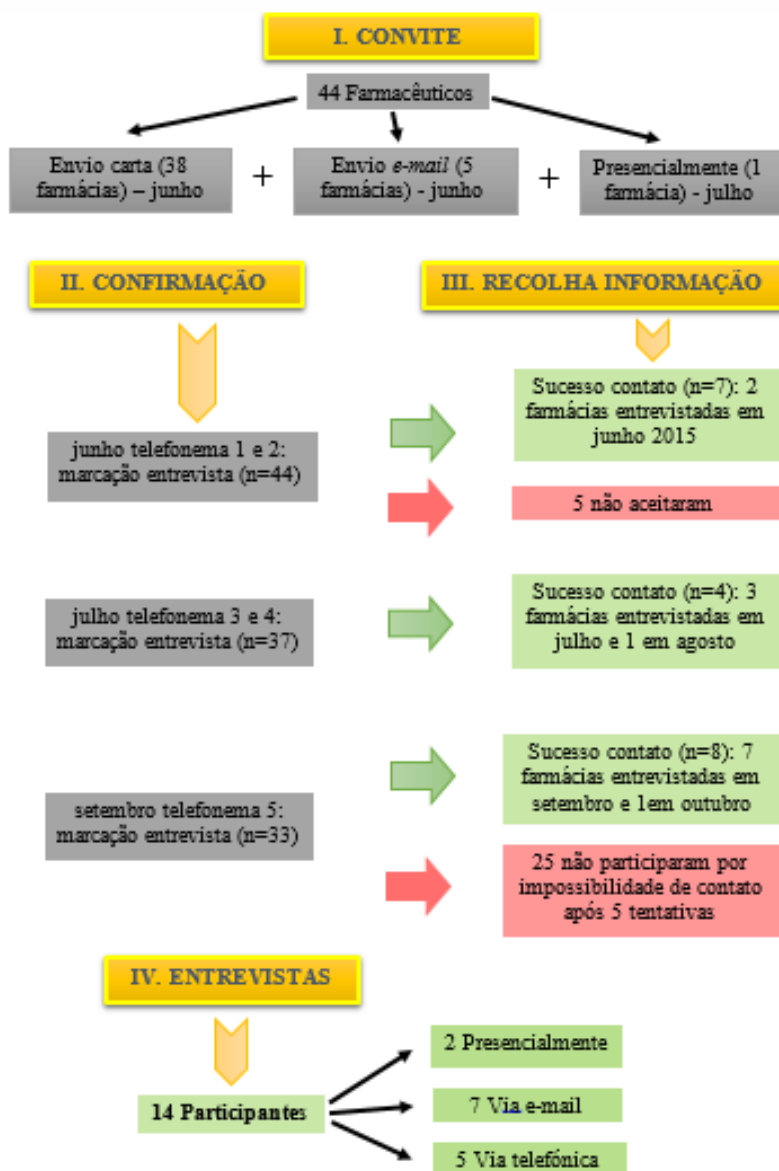 I. CONVITE
44 Farmacêuticos
Envio carta (38
farmácias) – junho
+
Envio e-mail (5
farmácias) - junho
+
Presencialmente (1
farmácia) - julho
II. CONFIRMAÇÃO
III. RECOLHA INFORMAÇÃO
junho telefonema 1 e 2:
marcação entrevista (n=44)
Sucesso contato (n=7): 2
farmácias entrevistadas em
junho 2015
5 não aceitaram
julho telefonema 3 e 4:
marcação entrevista (n=37)
Sucesso contato (n=4): 3
farmácias entrevistadas em
julho e 1 em agosto
setembro telefonema 5:
marcação entrevista (n=33)
Sucesso contato (n=8): 7
farmácias entrevistadas em
setembro e 1em outubro
25 não participaram por
impossibilidade de contato
após 5 tentativas
IV. ENTREVISTAS
14 Participantes
2 Presencialmente
7 Via e-mail
5 Via telefónica